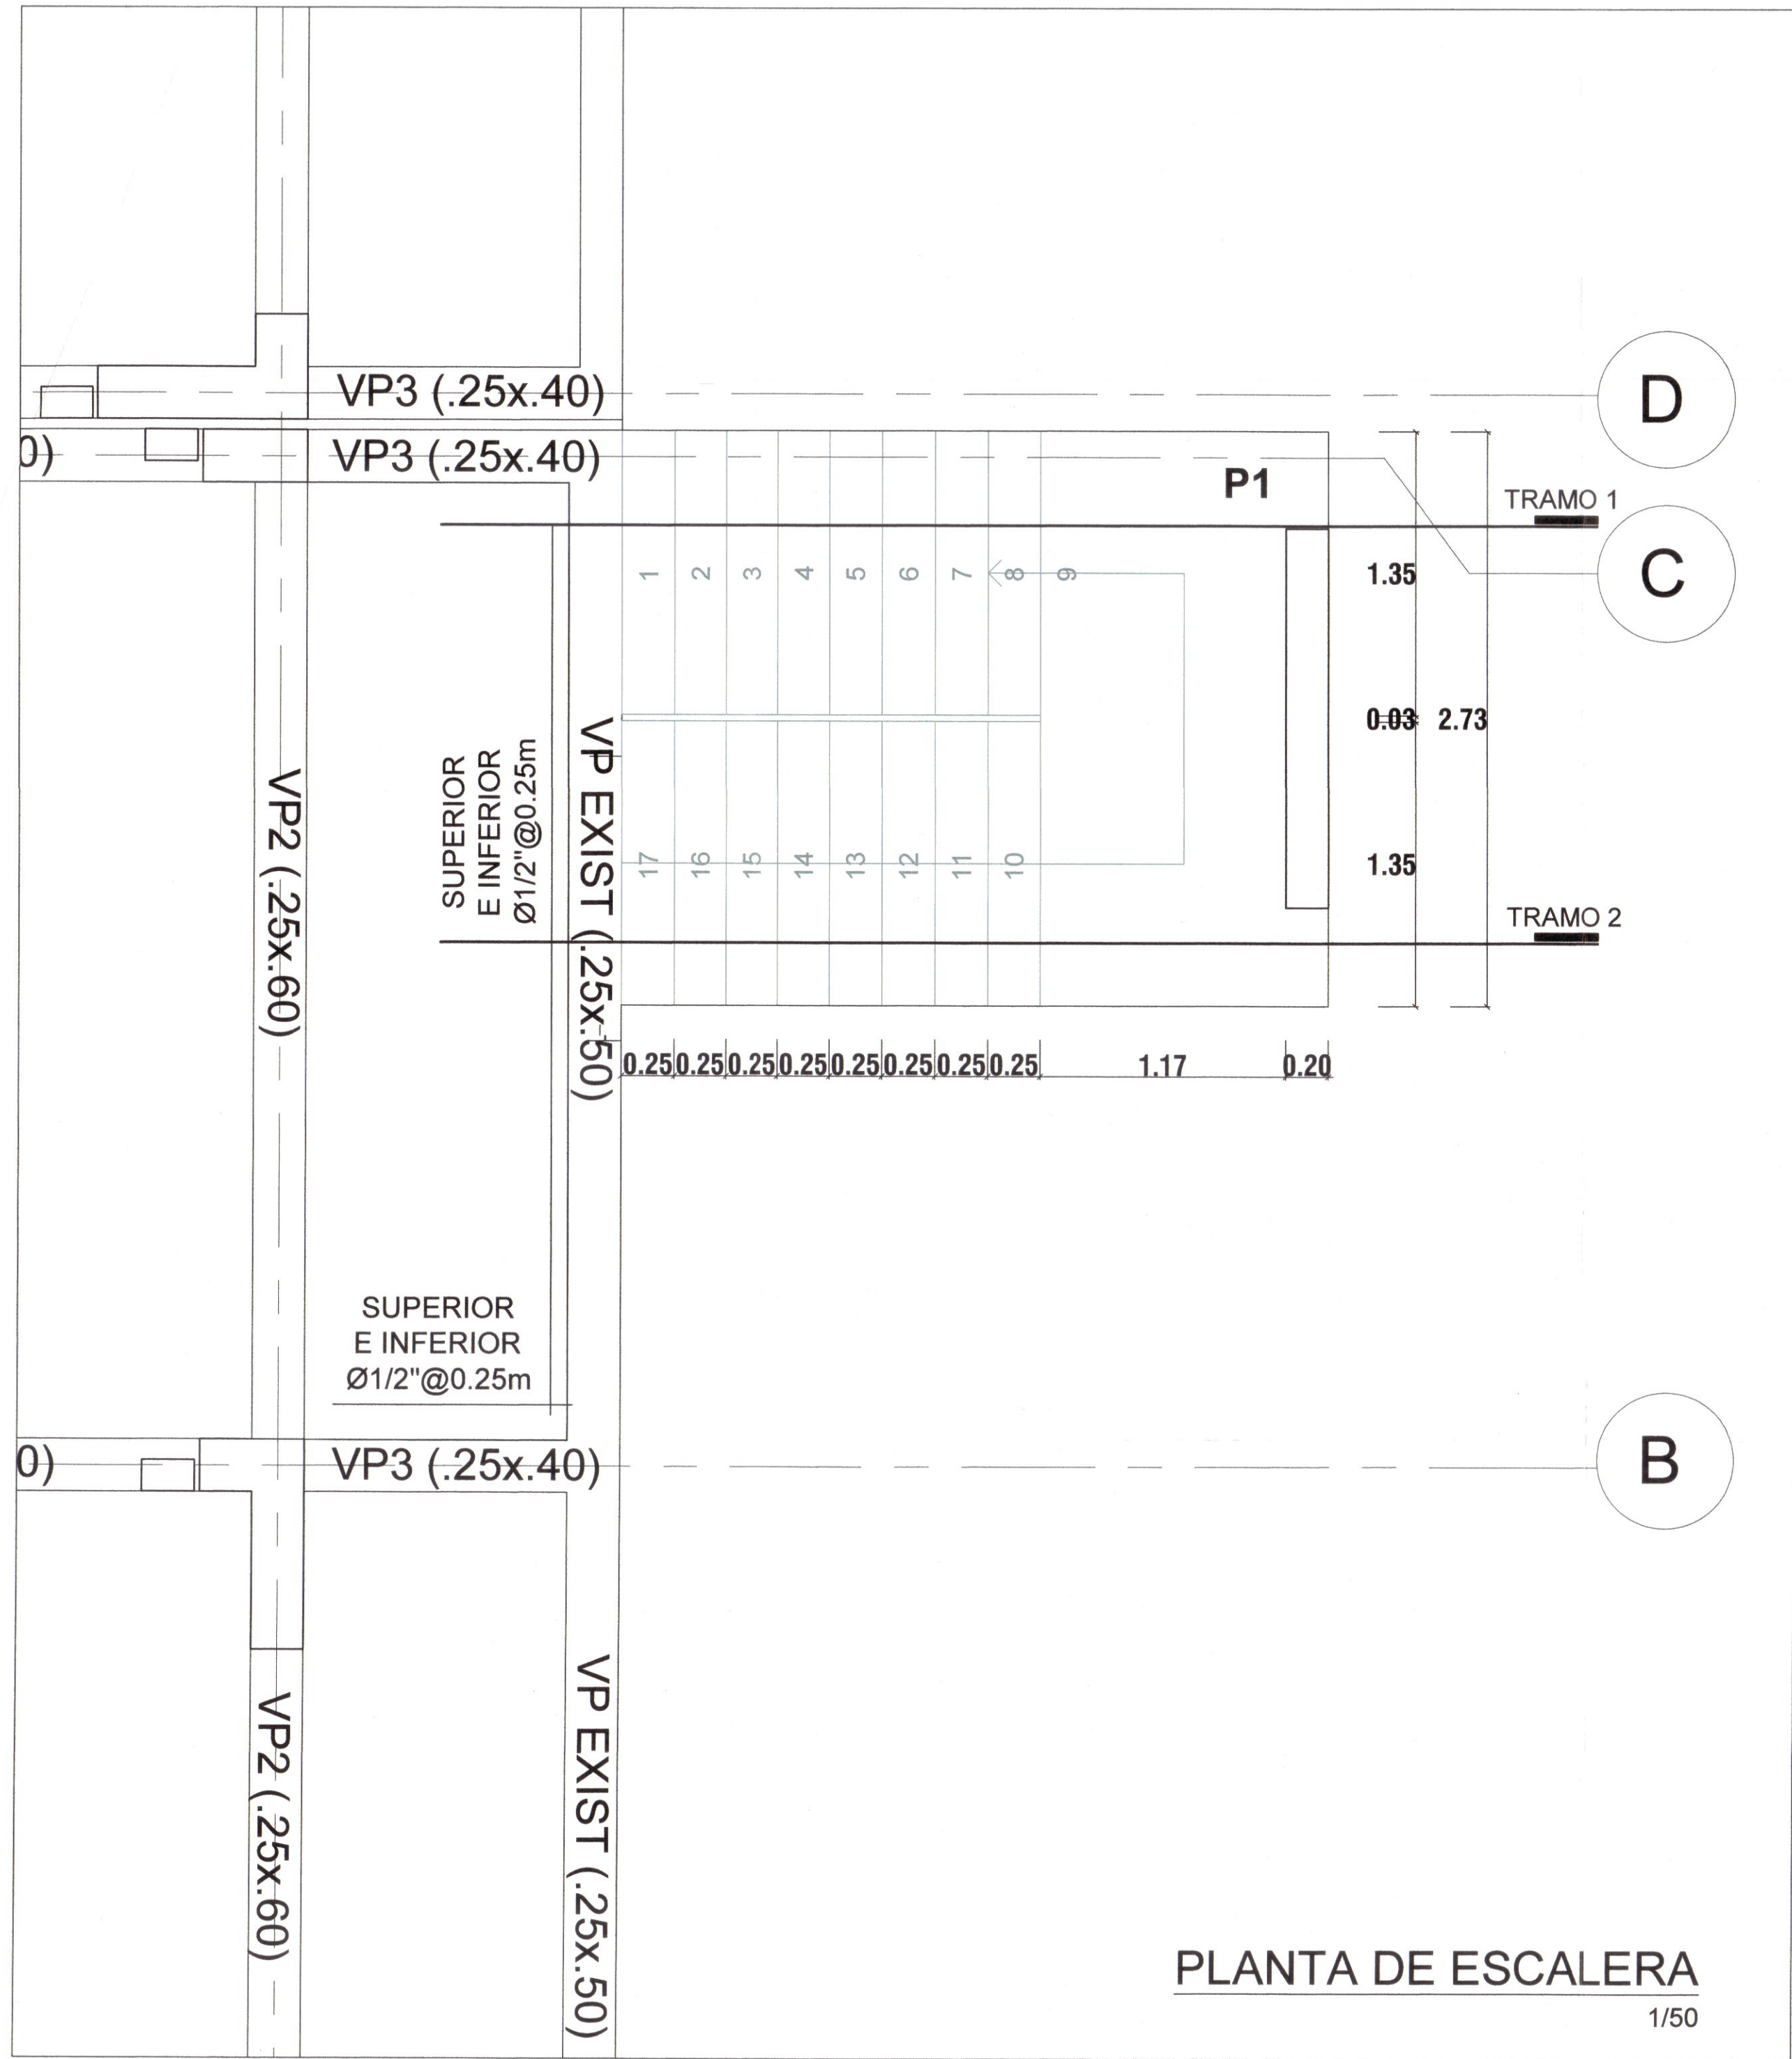 VP3 (.25x.40)
D
0)
VP3 (.25x.40)
P1
TRAMO 1
C
1
2
3
4
5
6
7
8
9
1.35
0.03
2.73
SUPERIOR
E INFERIOR
Ø1/2"@0.25m
VP EXIST (.25x.50)
VP2 (.25x.60)
17
16
15
14
13
12
11
10
1.35
TRAMO 2
0.25 0.25 0.25 0.25 0.25 0.25 0.25 0.25 1.17 0.20
SUPERIOR
E INFERIOR
Ø1/2"@0.25m
0)
VP3 (.25x.40)
B
VP2 (.25x.60)
VP EXIST (.25x.50)
PLANTA DE ESCALERA
1/50